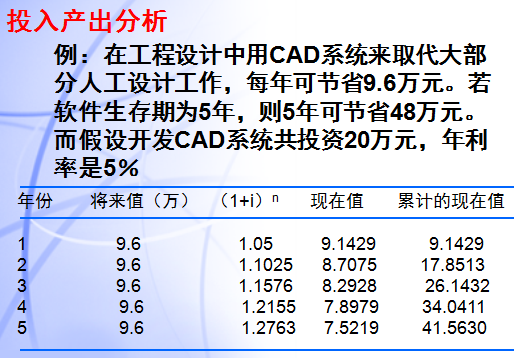 投入产出分析
例：在工程设计中用CAD系统来取代大部
分人工设计工作，每年可节省9.6万元。若
软件生存期为5年，则5年可节省48万元。
而假设开发CAD系统共投资20万元，年利
率是5%
年份 将来值（万） （1+i）ⁿ 现在值 累计的现在值
1 9.6 1.05 9.1429 9.1429
2 9.6 1.1025 8.7075 17.8513
3 9.6 1.1576 8.2928 26.1432
4 9.6 1.2155 7.8979 34.0411
5 9.6 1.2763 7.5219 41.5630